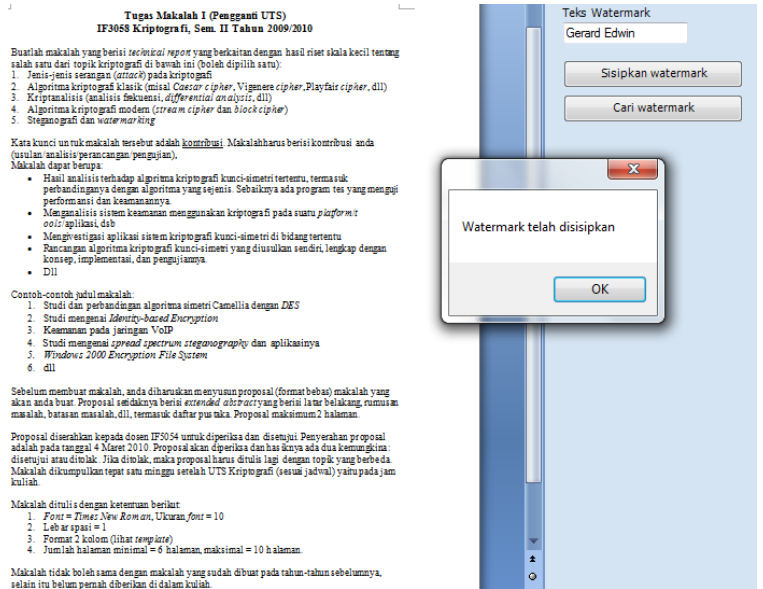 Tugas Makalah I (Pengganti UTS)
IF3058 Kriptografi, Sem. II Tahun 2009/2010
Buatlah makalah yang berisi technical report yang berkaitan dengan hasil riset skala kecil tentang
salah satu dari topik kriptografi di bawah ini (boleh dipilih satu):
1. Jenis-jenis serangan (attack) pada kriptografi
2. Algoritma kriptografi klasik (misal Caesar cipher, Vigenere cipher, Playfair cipher, dll)
3. Kriptanalisis (analisis frekuensi, differential analysis, dll)
4. Algoritma kriptografi modern (stream cipher dan block cipher)
5. Steganografi dan watermarking
Kata kunci untuk makalah tersebut adalah kontribusi. Makalah harus berisi kontribusi anda
(usulan/analisis/perancangan/pengujian),
Makalah dapat berupa:
• Hasil analisis terhadap algoritma kriptografi kunci-simetri tertentu, termasuk
perbandinganya dengan algoritma yang sejenis. Sebaiknya ada program tes yang menguji
performansi dan keamanannya.
• Menganalisis sistem keamanan menggunakan kriptografi pada suatu platform/t
ools/aplikasi, dsb
• Mengivestigasi aplikasi sistem kriptografi kunci-simetri di bidang tertentu
• Rancangan algoritma kriptografi kunci-simetri yang diusulkan sendiri, lengkap dengan
konsep, implementasi, dan pengujiannya.
• Dll
Contoh-contoh judul makalah:
1. Studi dan perbandingan algoritma simetri Camellia dengan DES
2. Studi mengenai Identity-based Encryption
3. Keamanan pada jaringan VoIP
4. Studi mengenai spread spectrum steganography dan aplikasinya
5. Windows 2000 Encryption File System
6. dll
Sebelum membuat makalah, anda diharuskan menyusun proposal (format bebas) makalah yang
akan anda buat. Proposal setidaknya berisi extended abstract yang berisi latar belakang, rumusan
masalah, batasan masalah, dll, termasuk daftar pustaka. Proposal maksimum 2 halaman.
Proposal diserahkan kepada dosen IF5054 untuk diperiksa dan disetujui. Penyerahan proposal
adalah pada tanggal 4 Maret 2010. Proposal akan diperiksa dan hasilknya ada dua kemungkina:
disetujui atau ditolak. Jika ditolak, maka proposal harus ditulis lagi dengan topik yang berbeda.
Makalah dikumpulkan tepat satu minggu setelah UTS Kriptografi (sesuai jadwal) yaitu pada jam
kuliah.
Makalah ditulis dengan ketentuan berikut:
1. Font = Times New Roman, Ukuran font = 10
2. Lebar spasi = 1
3. Format 2 kolom (lihat template)
4. Jumlah halaman minimal = 6 halaman, maksimal = 10 halaman.
Makalah tidak boleh sama dengan makalah yang sudah dibuat pada tahun-tahun sebelumnya,
selain itu belum pernah diberikan di dalam kuliah.
Teks Watermark
Gerard Edwin
Sisipkan watermark
Cari watermark
Watermark telah disisipkan
OK